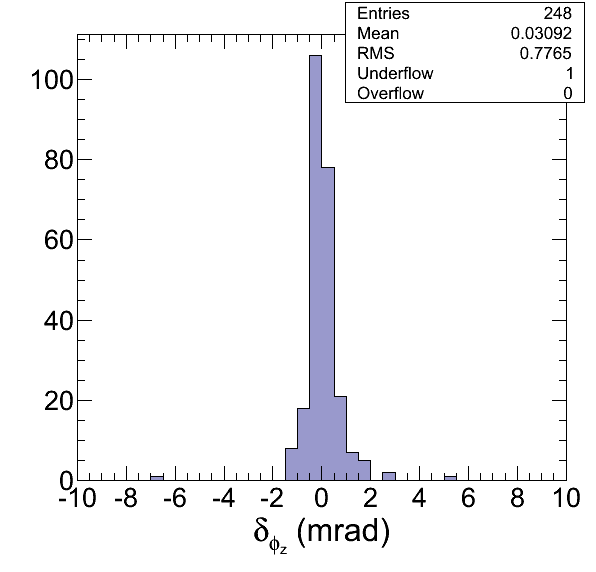 Entries 248
Mean 0.03092
RMS 0.7765
Underflow 1
Overflow 0
100
80
60
40
20
0
-10 -8 -6 -4 -2 0 2 4 6 8 10
δϕz (mrad)